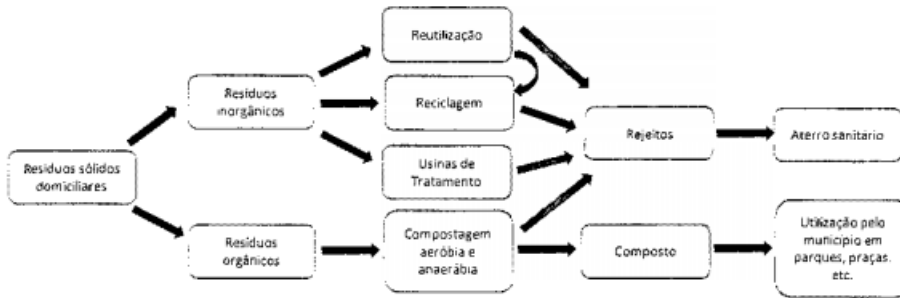 Reutilização
Resíduos
inorgânicos
Reciclagem
Rejeitos
Aterro sanitário
Resíduos sólidos
domiciliares
Usinas de
Tratamento
Resíduos
orgânicos
Compostagem
aeróbia e
anaeróbia
Composto
Utilização pelo
município em
parques, praças.
etc.